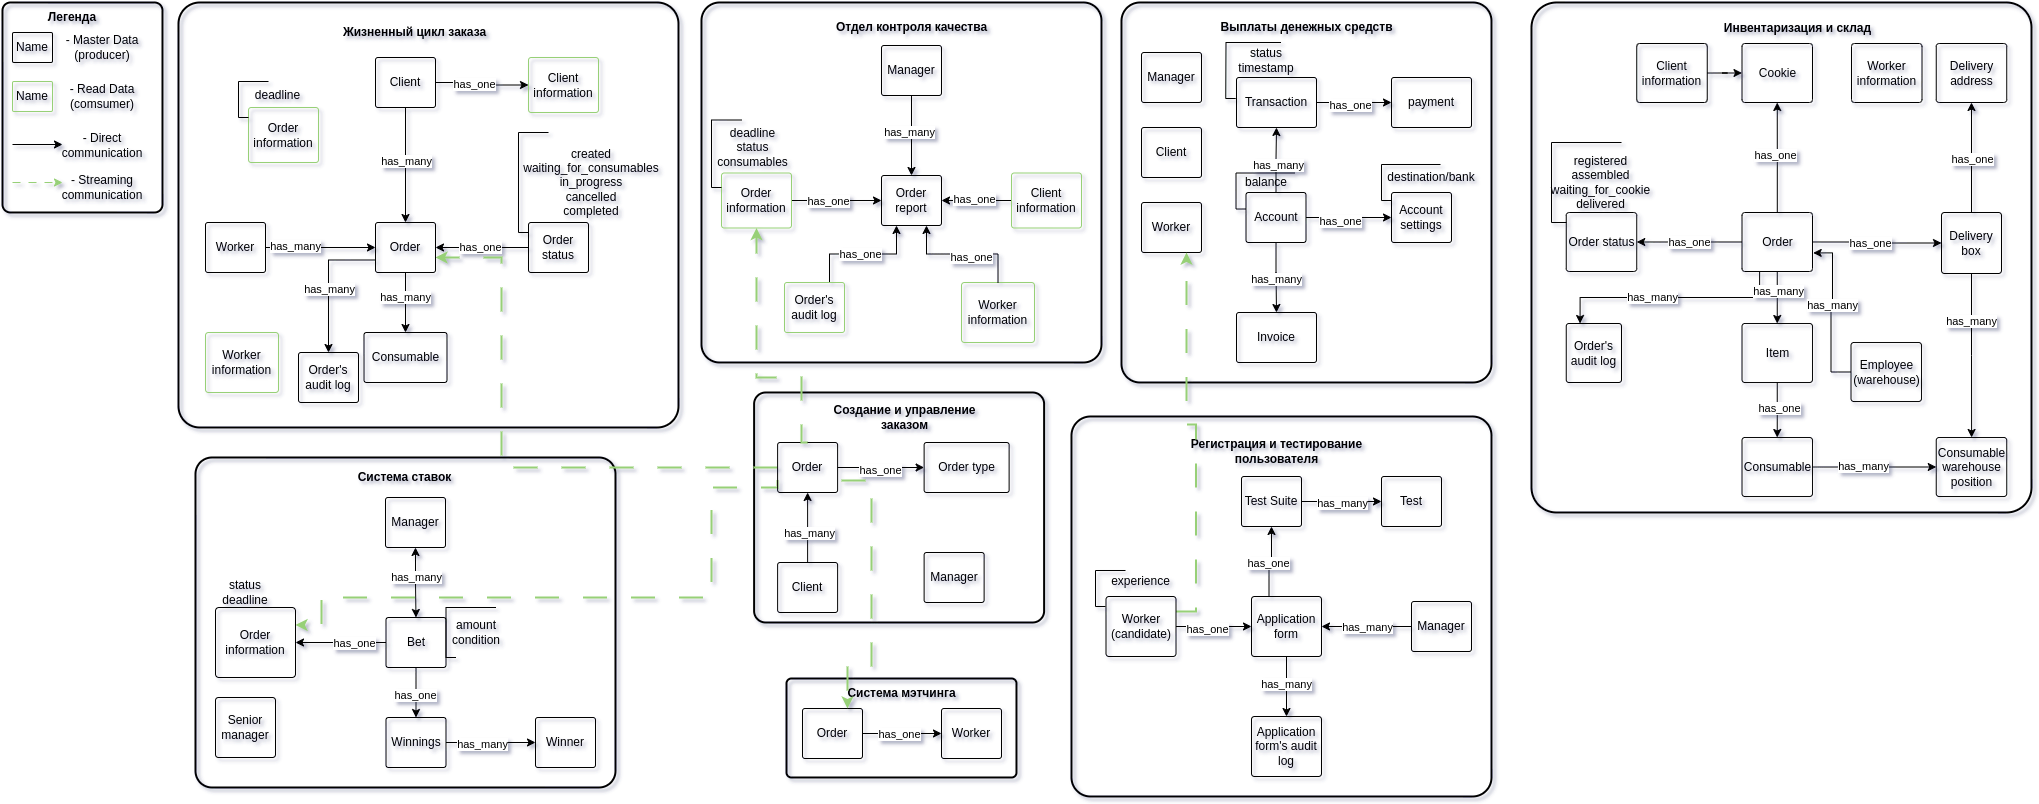 Легенда
Name
- Master Data
(producer)
Name
- Read Data
(comsumer)
- Direct
communication
- Streaming
communication
Жизненный цикл заказа
Client
has_one
Client
information
deadline
Order
information
has_many
created
waiting_for_consumables
in_progress
cancelled
completed
Worker
has_many
Order
has_one
Order
status
has_many
has_many
Worker
information
Order's
audit log
Consumable
Отдел контроля качества
Manager
has_many
deadline
status
consumables
Order
information
has_one
Order
report
has_one
Client
information
has_one
has_one
Order's
audit log
Worker
information
Выплаты денежных средств
Manager
status
timestamp
Transaction
has_one
payment
Client
has_many
balance
destination/bank
Worker
Account
has_one
Account
settings
has_many
Invoice
Инвентаризация и склад
Client
information
Cookie
Worker
information
Delivery
address
has_one
has_one
registered
assembled
waiting_for_cookie
delivered
Order status
has_one
Order
has_one
Delivery
box
has_many
has_many
has_many
has_many
Order's
audit log
Item
Employee
(warehouse)
has_one
Consumable
has_many
Consumable
warehouse
position
Система ставок
Manager
has_many
status
deadline
Order
information
has_one
Bet
amount
condition
has_one
Senior
manager
Winnings
has_many
Winner
Создание и управление
заказом
Order
has_one
Order type
has_many
Client
Manager
Система мэтчинга
Order
has_one
Worker
Регистрация и тестирование
пользователя
Test Suite
has_many
Test
has_one
experience
Worker
(candidate)
has_one
Application
form
has_many
Manager
has_many
Application
form's audit
log